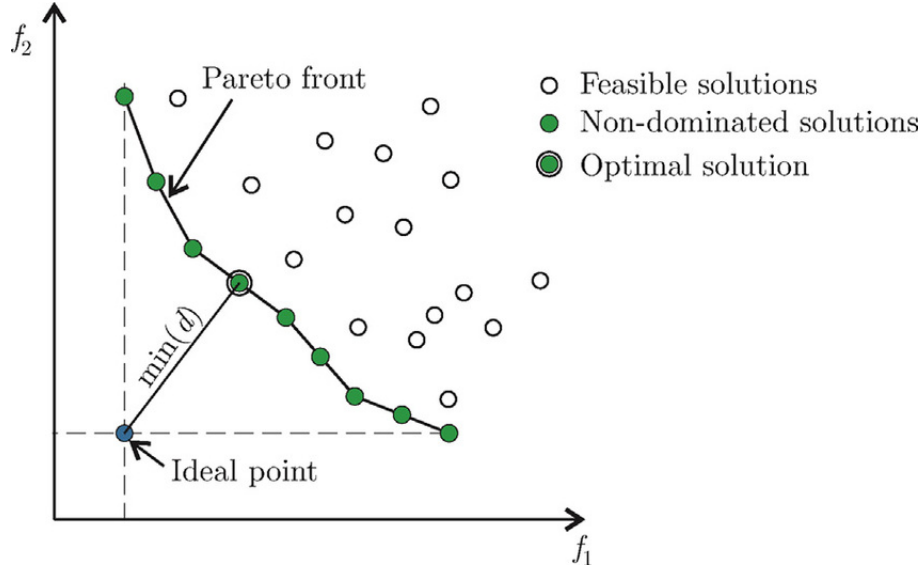 f₂
Pareto front
Feasible solutions
Non-dominated solutions
Optimal solution
min(d)
Ideal point
f₁